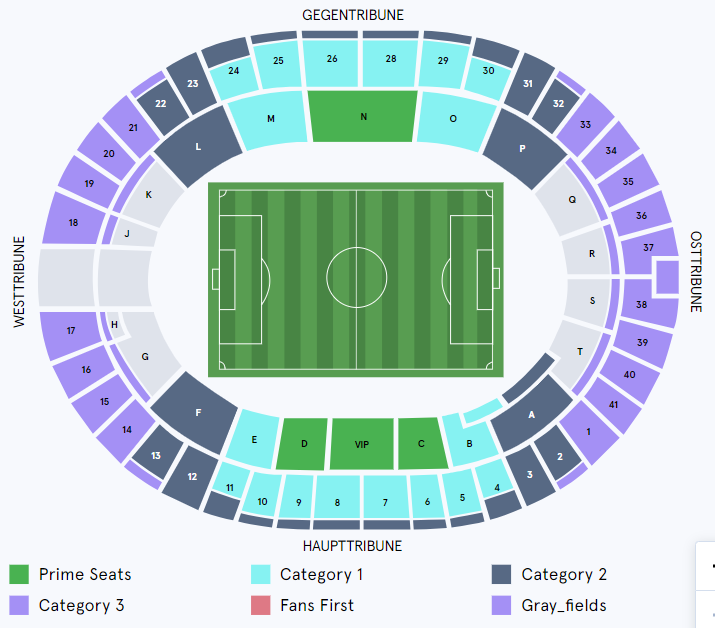 GEGENTRIBUNE
24 25 26 28 29 30
23 31
22 32
21 M N O 33
20 L P 34
19 K Q 35
18 J 36
WESTTRIBUNE
R 37
OSTTRIBUNE
S 38
17 H
G T 39
16 40
15 F A 41
14 E D VIP C B 1
13 2
12 11 10 9 8 7 6 5 4 3
HAUPTTRIBUNE
Prime Seats Category 1 Category 2
Category 3 Fans First Gray_fields